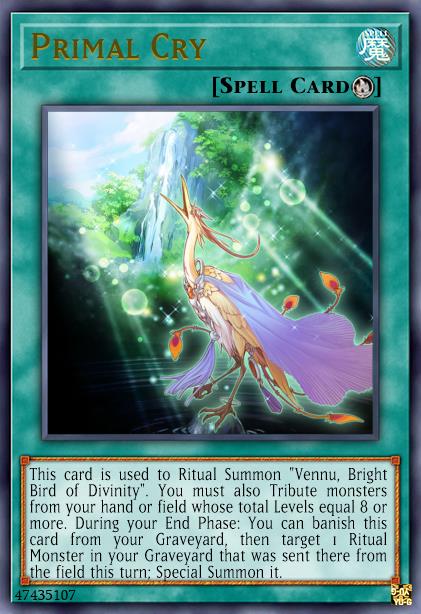 Primal Cry
SPELL
魔
[Spell Card]
This card is used to Ritual Summon "Vennu, Bright
Bird of Divinity". You must also Tribute monsters
from your hand or field whose total Levels equal 8 or
more. During your End Phase: You can banish this
card from your Graveyard, then target 1 Ritual
Monster in your Graveyard that was sent there from
the field this turn; Special Summon it.
47435107